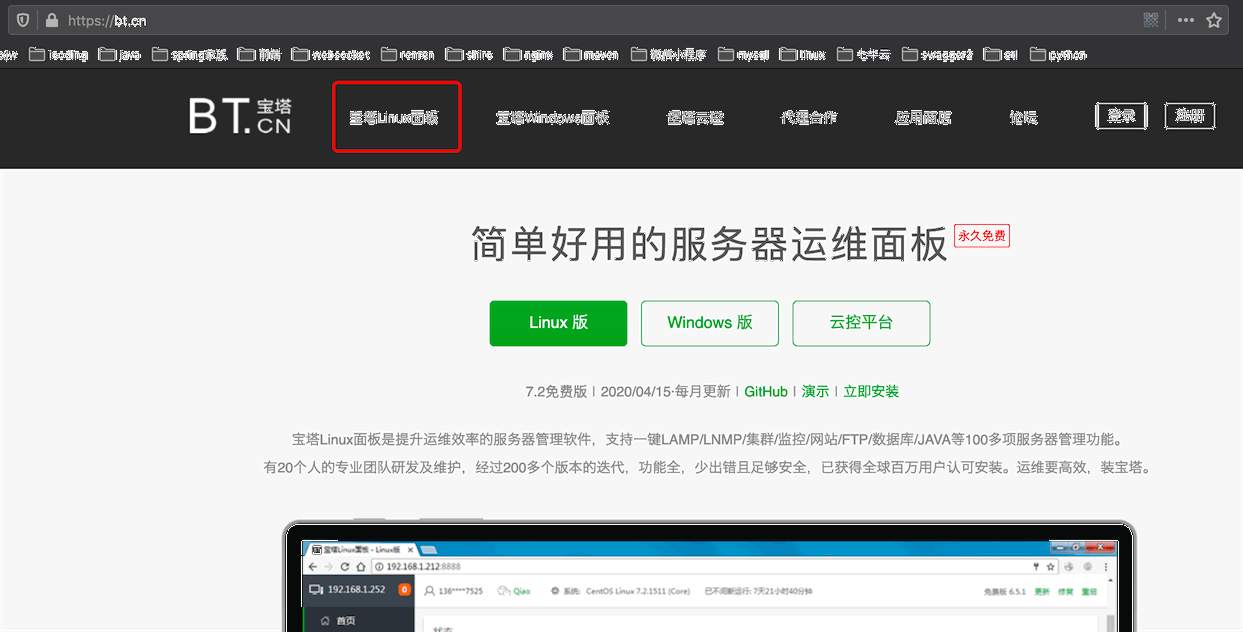 https://bt.cn
java spring家族 前端 websocket shiro nginx maven 微信小程序 mysql linux 七牛云 swagger2 python
BT.CN 宝塔 宝塔Linux面板 宝塔Windows面板 代理合作 论坛 登录 注册
简单好用的服务器运维面板 永久免费
Linux 版 Windows 版 云控平台
7.2免费版 | 2020/04/15·每月更新 | GitHub | 演示 | 立即安装
宝塔Linux面板是提升运维效率的服务器管理软件，支持一键LAMP/LNMP/集群/监控/网站/FTP/数据库/JAVA等100多项服务器管理功能。
有20个人的专业团队研发及维护，经过200多个版本的迭代，功能全，少出错且足够安全，已获得全球百万用户认可安装。运维要高效，装宝塔。
宝塔Linux面板 - Linux版
192.168.1.212:8888
192.168.1.252 0 136****7525 Qiao 系统: CentOS Linux 7.2.1511 (Core) 已不间断运行: 7天21小时40分钟 免费版 6.5.1 更新 修复 重启
首页
状态